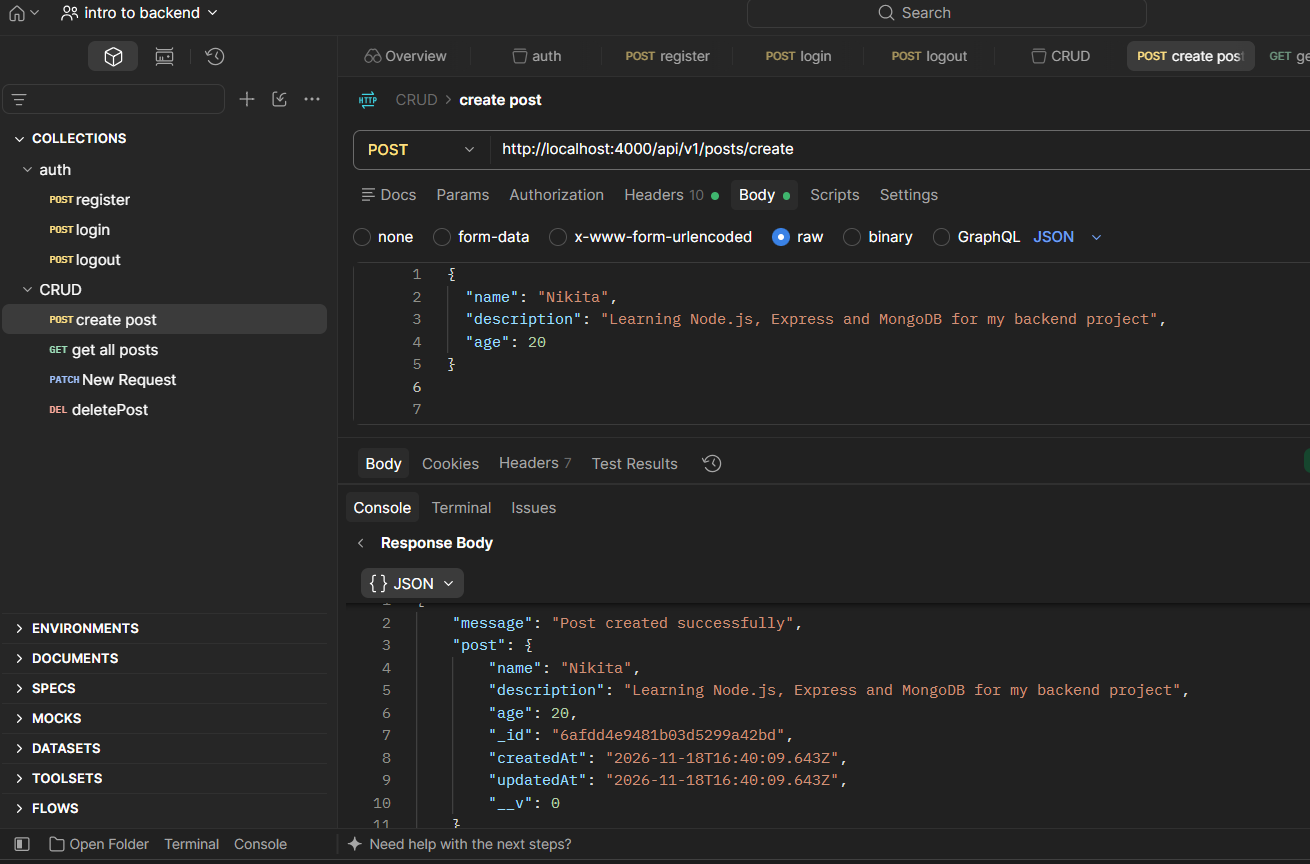 intro to backend
Search
Overview
auth
POST register
POST login
POST logout
CRUD
POST create post
GET ge
HTTP CRUD > create post
COLLECTIONS
auth
POST register
POST login
POST logout
CRUD
POST create post
GET get all posts
PATCH New Request
DEL deletePost
ENVIRONMENTS
DOCUMENTS
SPECS
MOCKS
DATASETS
TOOLSETS
FLOWS
POST
http://localhost:4000/api/v1/posts/create
Docs Params Authorization Headers 10 Body Scripts Settings
none form-data x-www-form-urlencoded raw binary GraphQL JSON
1 {
2 "name": "Nikita",
3 "description": "Learning Node.js, Express and MongoDB for my backend project",
4 "age": 20
5 }
6
7
Body Cookies Headers 7 Test Results
Console Terminal Issues
Response Body
{} JSON
2 "message": "Post created successfully",
3 "post": {
4 "name": "Nikita",
5 "description": "Learning Node.js, Express and MongoDB for my backend project",
6 "age": 20,
7 "_id": "6afdd4e9481b03d5299a42bd",
8 "createdAt": "2026-11-18T16:40:09.643Z",
9 "updatedAt": "2026-11-18T16:40:09.643Z",
10 "__v": 0
11 }
Open Folder Terminal Console
Need help with the next steps?